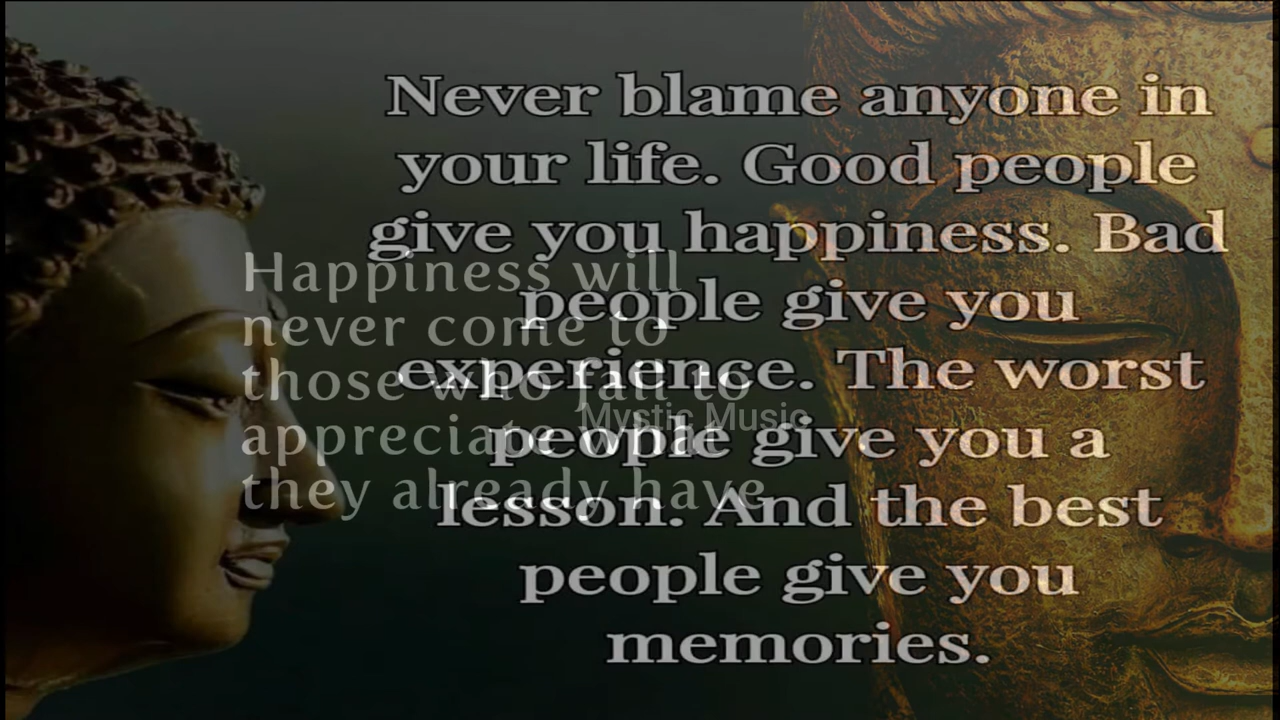 Never blame anyone in
your life. Good people
give you happiness. Bad
people give you
experience. The worst
people give you a
lesson. And the best
people give you
memories.
Happiness will
never come to
those who fail to
appreciate what
they already have
Mystic Music